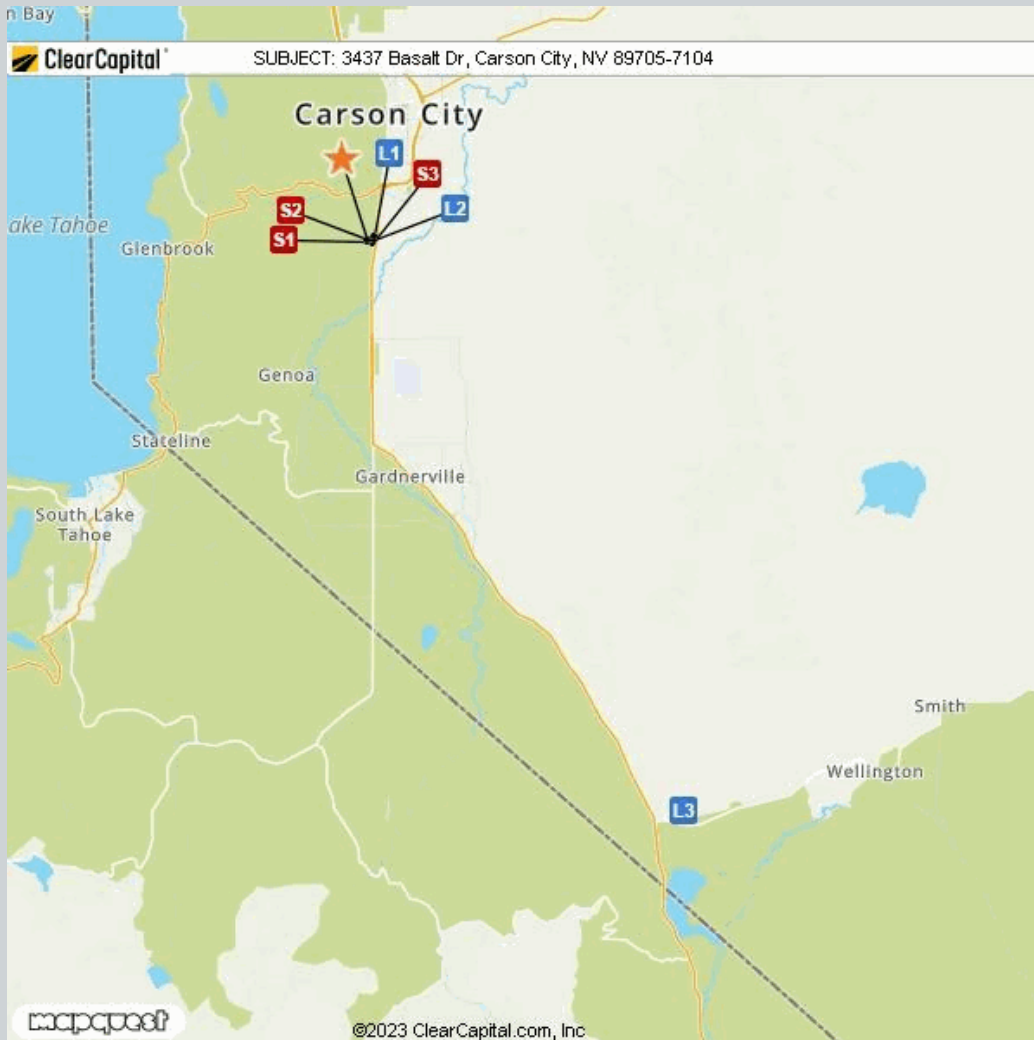 n Bay
ClearCapital® SUBJECT: 3437 Basalt Dr, Carson City, NV 89705-7104
Carson City
L1
S3
S2
L2
ake Tahoe
S1
Glenbrook
Genoa
Stateline
Gardnerville
South Lake
Tahoe
Smith
Wellington
L3
mapquest
©2023 ClearCapital.com, Inc